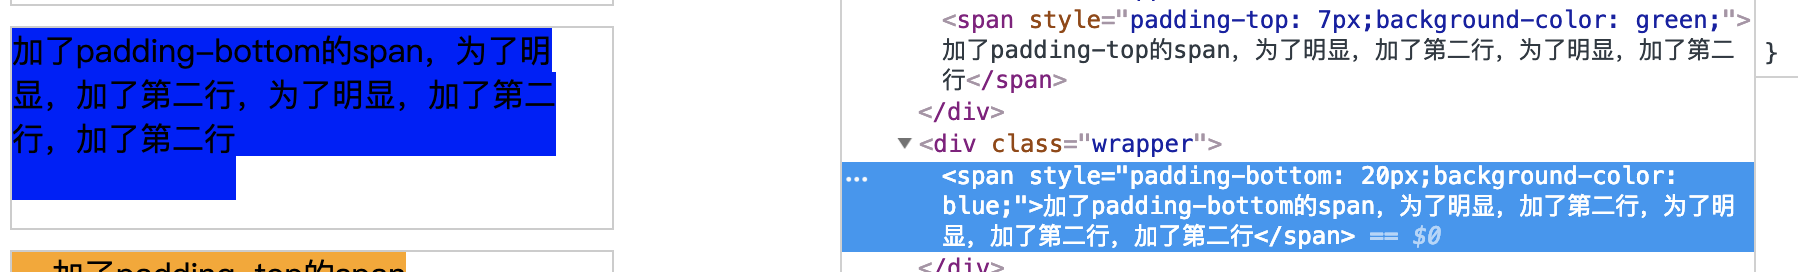 加了padding-bottom的span，为了明
显，加了第二行，为了明显，加了第二
行，加了第二行
加了padding-top的span
<span style="padding-top: 7px;background-color: green;">
加了padding-top的span，为了明显，加了第二行，为了明显，加了第二
行</span>
</div>
▼<div class="wrapper">
… <span style="padding-bottom: 20px;background-color:
blue;">加了padding-bottom的span，为了明显，加了第二行，为了明
显，加了第二行，加了第二行</span> == $0
</div>
}